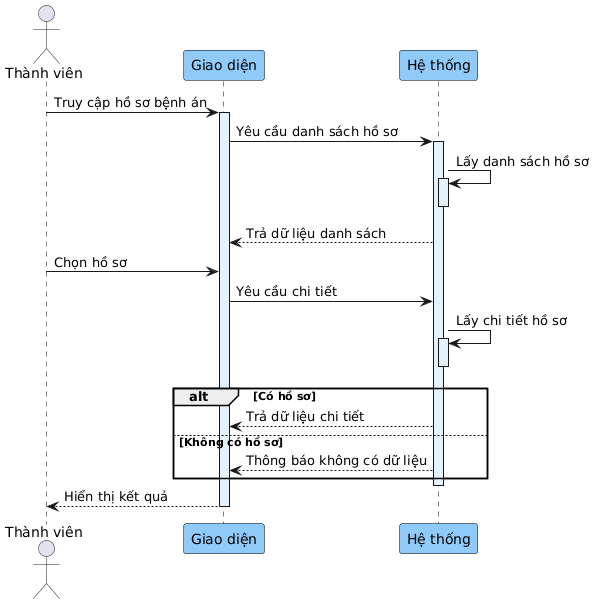 Thành viên
Giao diện
Hệ thống
Truy cập hồ sơ bệnh án
Yêu cầu danh sách hồ sơ
Lấy danh sách hồ sơ
Trả dữ liệu danh sách
Chọn hồ sơ
Yêu cầu chi tiết
Lấy chi tiết hồ sơ
alt [Có hồ sơ]
Trả dữ liệu chi tiết
[Không có hồ sơ]
Thông báo không có dữ liệu
Hiển thị kết quả
Thành viên
Giao diện
Hệ thống